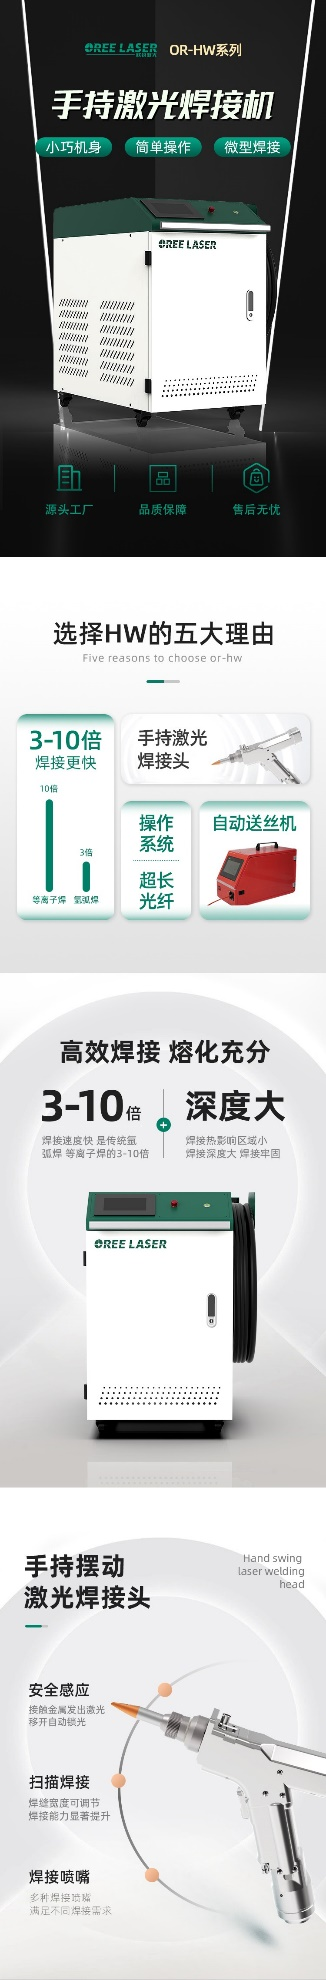 OREE LASER
OR-HW系列
手持激光焊接机
小巧机身
简单操作
微型焊接
OREE LASER
源头工厂
品质保障
售后无忧
选择HW的五大理由
Five reasons to choose or-hw
3-10倍
焊接更快
10倍
3倍
等离子焊
氩弧焊
手持激光
焊接头
操作
系统
超长
光纤
自动送丝机
高效焊接 熔化充分
3-10倍
焊接速度快 是传统氩
弧焊 等离子焊的3-10倍
+
深度大
焊接热影响区域小
焊接深度大 焊接牢固
OREE LASER
手持摆动
激光焊接头
Hand swing
laser welding
head
安全感应
接触金属发出激光
移开自动锁光
扫描焊接
焊缝宽度可调节
焊接能力显著提升
焊接喷嘴
多种焊接喷嘴
满足不同焊接需求